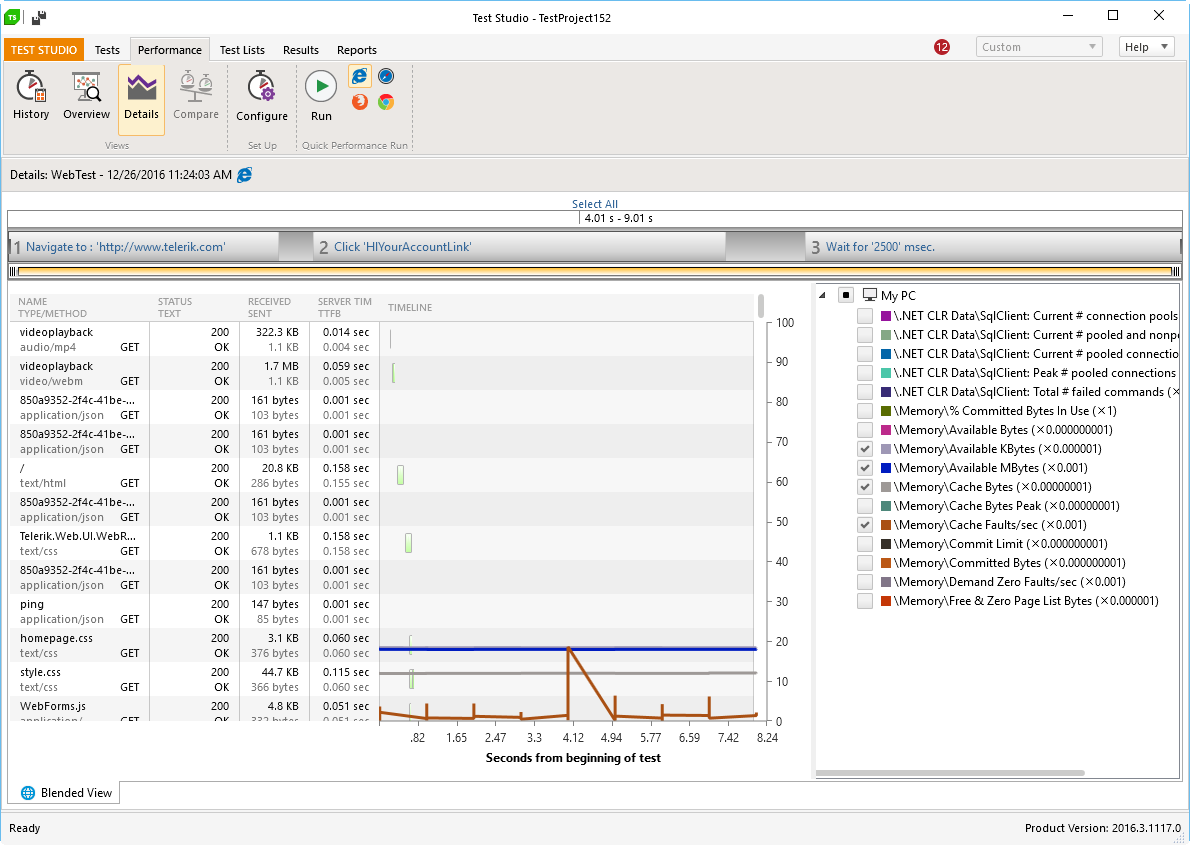 TS
Test Studio - TestProject152
TEST STUDIO Tests Performance Test Lists Results Reports
12 Custom Help
History Overview Details Compare Configure Run
Views Set Up Quick Performance Run
Details: WebTest - 12/26/2016 11:24:03 AM
Select All
4.01 s - 9.01 s
1 Navigate to : 'http://www.telerik.com' 2 Click 'HlYourAccountLink' 3 Wait for '2500' msec.
NAME STATUS RECEIVED SERVER TIM TIMELINE
TYPE/METHOD TEXT SENT TTFB
videoplayback 200 322.3 KB 0.014 sec
audio/mp4 GET OK 1.1 KB 0.004 sec
videoplayback 200 1.7 MB 0.059 sec
video/webm GET OK 1.1 KB 0.005 sec
850a9352-2f4c-41be-... 200 161 bytes 0.001 sec
application/json GET OK 103 bytes 0.001 sec
850a9352-2f4c-41be-... 200 161 bytes 0.001 sec
application/json GET OK 103 bytes 0.001 sec
/ 200 20.8 KB 0.158 sec
text/html GET OK 286 bytes 0.155 sec
850a9352-2f4c-41be-... 200 161 bytes 0.001 sec
application/json GET OK 103 bytes 0.001 sec
Telerik.Web.UI.WebR... 200 1.1 KB 0.158 sec
text/css GET OK 678 bytes 0.158 sec
850a9352-2f4c-41be-... 200 161 bytes 0.001 sec
application/json GET OK 103 bytes 0.001 sec
ping 200 147 bytes 0.001 sec
application/json GET OK 85 bytes 0.001 sec
homepage.css 200 3.1 KB 0.060 sec
text/css GET OK 376 bytes 0.060 sec
style.css 200 44.7 KB 0.115 sec
text/css GET OK 366 bytes 0.060 sec
WebForms.js 200 4.8 KB 0.051 sec
application/ GET OK 332 bytes 0.051 sec
100
90
80
70
60
50
40
30
20
10
0
.82 1.65 2.47 3.3 4.12 4.94 5.77 6.59 7.42 8.24
Seconds from beginning of test
My PC
\.NET CLR Data\SqlClient: Current # connection pools
\.NET CLR Data\SqlClient: Current # pooled and nonpo
\.NET CLR Data\SqlClient: Current # pooled connectio
\.NET CLR Data\SqlClient: Peak # pooled connections
\.NET CLR Data\SqlClient: Total # failed commands (×
\Memory\% Committed Bytes In Use (×1)
\Memory\Available Bytes (×0.000000001)
\Memory\Available KBytes (×0.000001)
\Memory\Available MBytes (×0.001)
\Memory\Cache Bytes (×0.00000001)
\Memory\Cache Bytes Peak (×0.00000001)
\Memory\Cache Faults/sec (×0.001)
\Memory\Commit Limit (×0.000000001)
\Memory\Committed Bytes (×0.000000001)
\Memory\Demand Zero Faults/sec (×0.001)
\Memory\Free & Zero Page List Bytes (×0.000001)
Blended View
Ready Product Version: 2016.3.1117.0